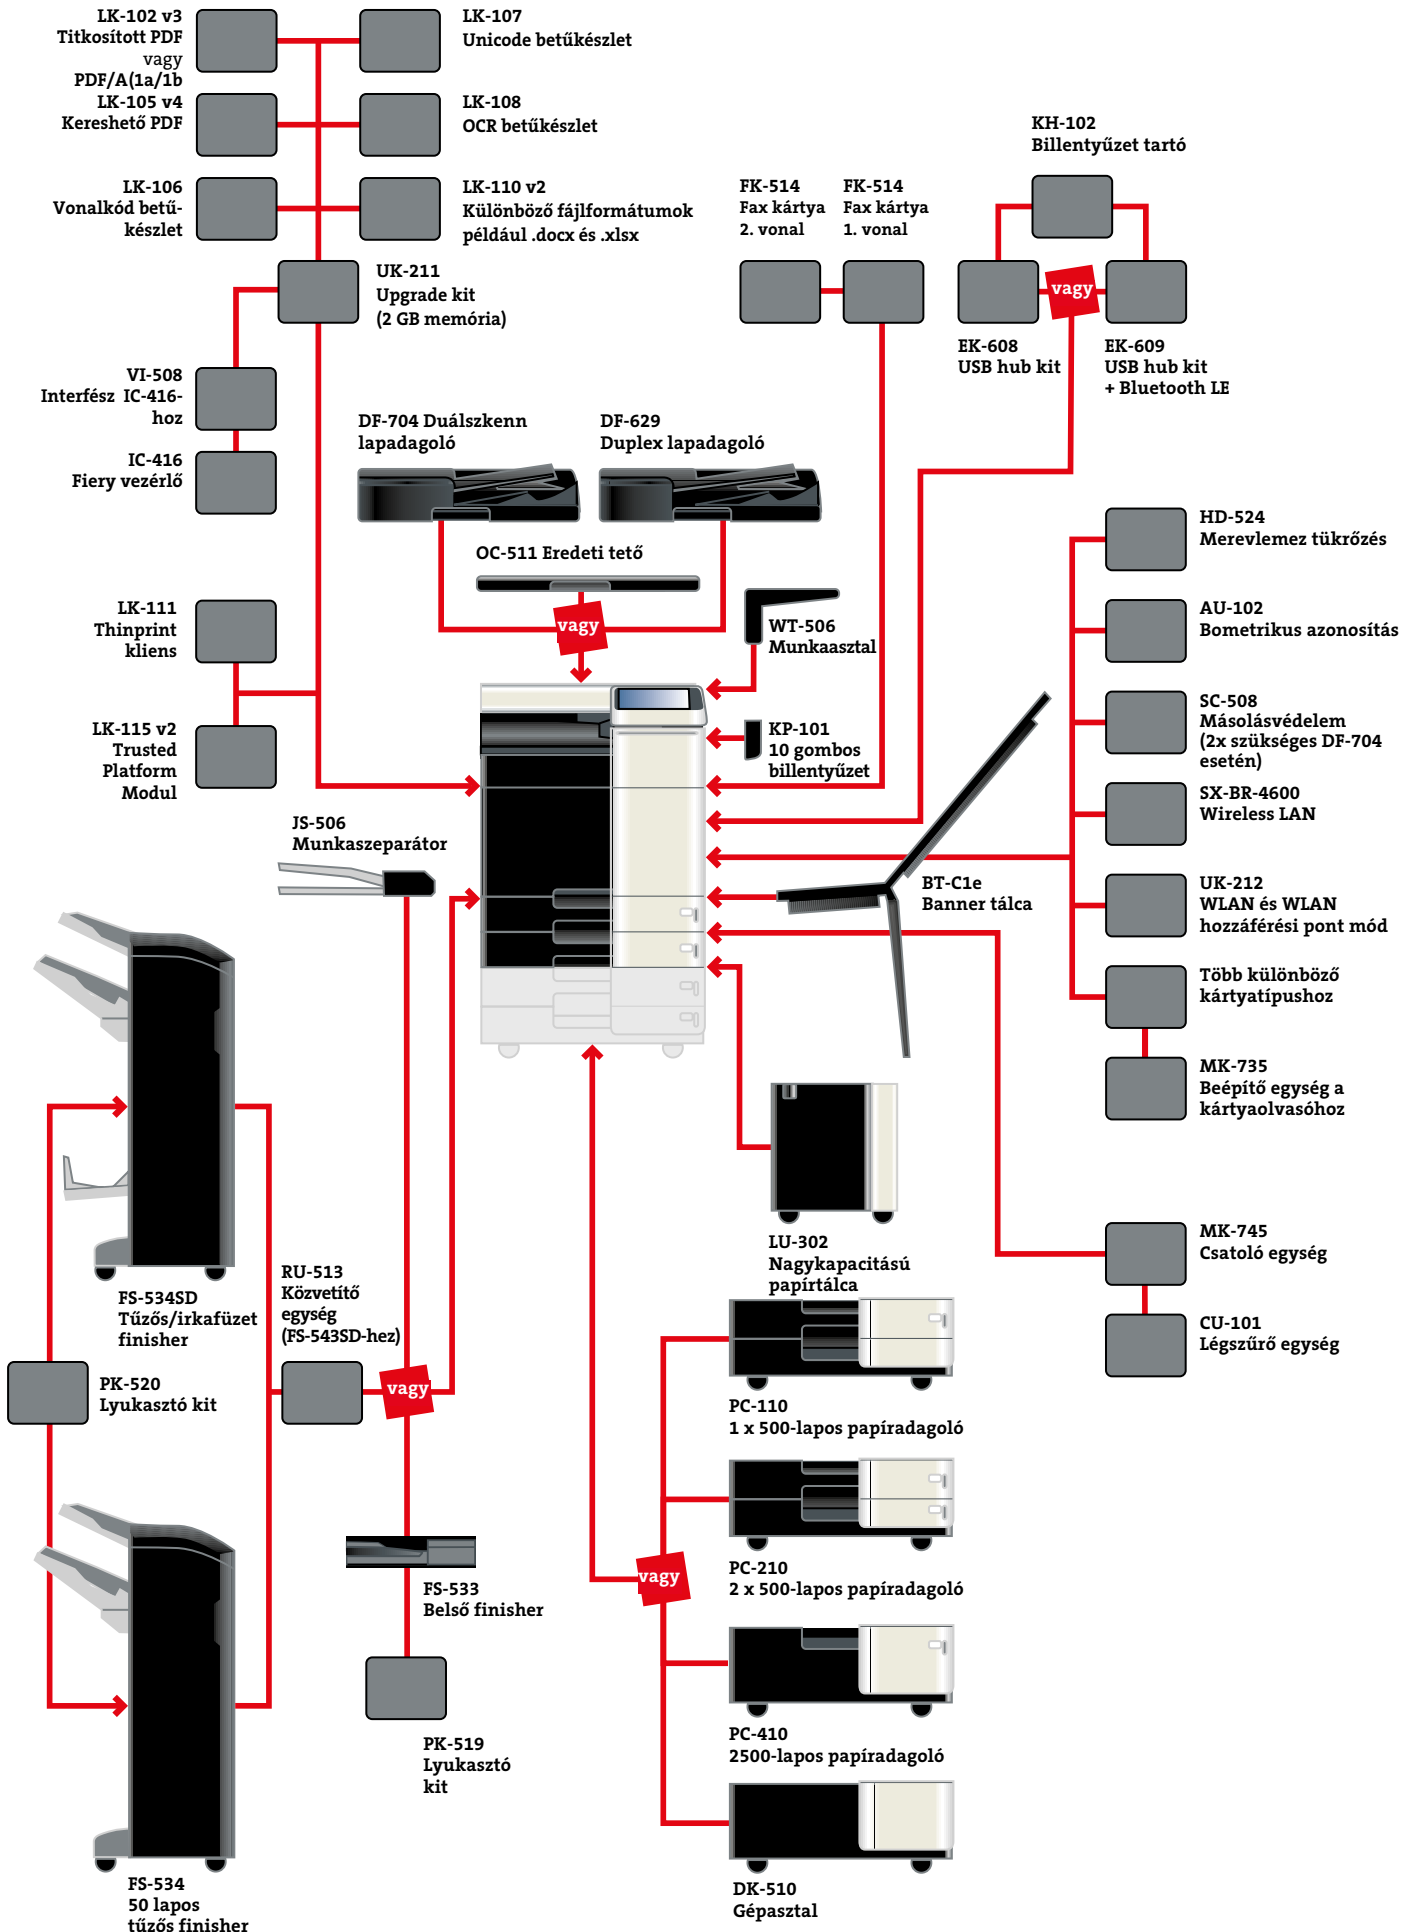 LK-102 v3
Titkosított PDF
vagy
PDF/A(1a/1b
LK-105 v4
Kereshető PDF
LK-106
Vonalkód betű-
készlet
LK-107
Unicode betűkészlet
LK-108
OCR betűkészlet
LK-110 v2
Különböző fájlformátumok
például .docx és .xlsx
UK-211
Upgrade kit
(2 GB memória)
FK-514
Fax kártya
2. vonal
FK-514
Fax kártya
1. vonal
KH-102
Billentyűzet tartó
vagy
EK-608
USB hub kit
EK-609
USB hub kit
+ Bluetooth LE
VI-508
Interfész IC-416-
hoz
IC-416
Fiery vezérlő
DF-704 Duálszkenn
lapadagoló
DF-629
Duplex lapadagoló
OC-511 Eredeti tető
vagy
WT-506
Munkaasztal
KP-101
10 gombos
billentyűzet
LK-111
Thinprint
kliens
LK-115 v2
Trusted
Platform
Modul
HD-524
Merevlemez tükrőzés
AU-102
Bometrikus azonosítás
SC-508
Másolásvédelem
(2x szükséges DF-704
esetén)
SX-BR-4600
Wireless LAN
UK-212
WLAN és WLAN
hozzáférési pont mód
Több különböző
kártyatípushoz
MK-735
Beépítő egység a
kártyaolvasóhoz
JS-506
Munkaszeparátor
BT-C1e
Banner tálca
LU-302
Nagykapacitású
papírtálca
MK-745
Csatoló egység
CU-101
Légszűrő egység
FS-534SD
Tűzős/irkafüzet
finisher
RU-513
Közvetítő
egység
(FS-543SD-hez)
PK-520
Lyukasztó kit
vagy
PC-110
1 x 500-lapos papíradagoló
PC-210
2 x 500-lapos papíradagoló
vagy
FS-533
Belső finisher
PK-519
Lyukasztó
kit
PC-410
2500-lapos papíradagoló
DK-510
Gépasztal
FS-534
50 lapos
tűzős finisher